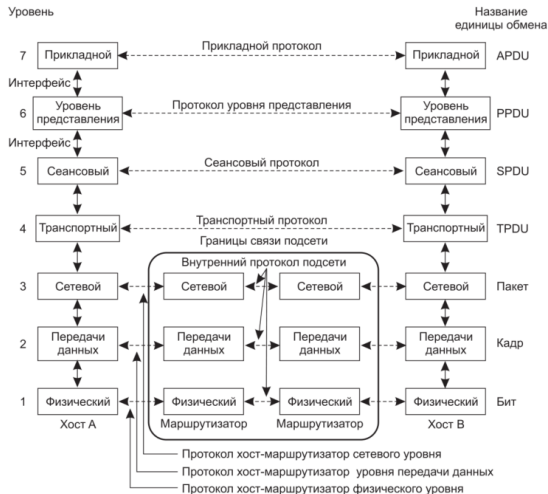 Уровень
Название
единицы обмена
7 Прикладной Прикладной протокол Прикладной APDU
Интерфейс
6 Уровень представления Протокол уровня представления Уровень представления PPDU
Интерфейс
5 Сеансовый Сеансовый протокол Сеансовый SPDU
4 Транспортный Транспортный протокол Транспортный TPDU
Границы связи подсети
Внутренний протокол подсети
3 Сетевой Сетевой Сетевой Сетевой Пакет
2 Передачи данных Передачи данных Передачи данных Передачи данных Кадр
1 Физический Физический Физический Физический Бит
Хост A Маршрутизатор Маршрутизатор Хост B
Протокол хост-маршрутизатор сетевого уровня
Протокол хост-маршрутизатор уровня передачи данных
Протокол хост-маршрутизатор физического уровня